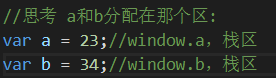 //思考 a和b分配在那个区:
var a = 23;//window.a, 栈区
var b = 34;//window.b, 栈区